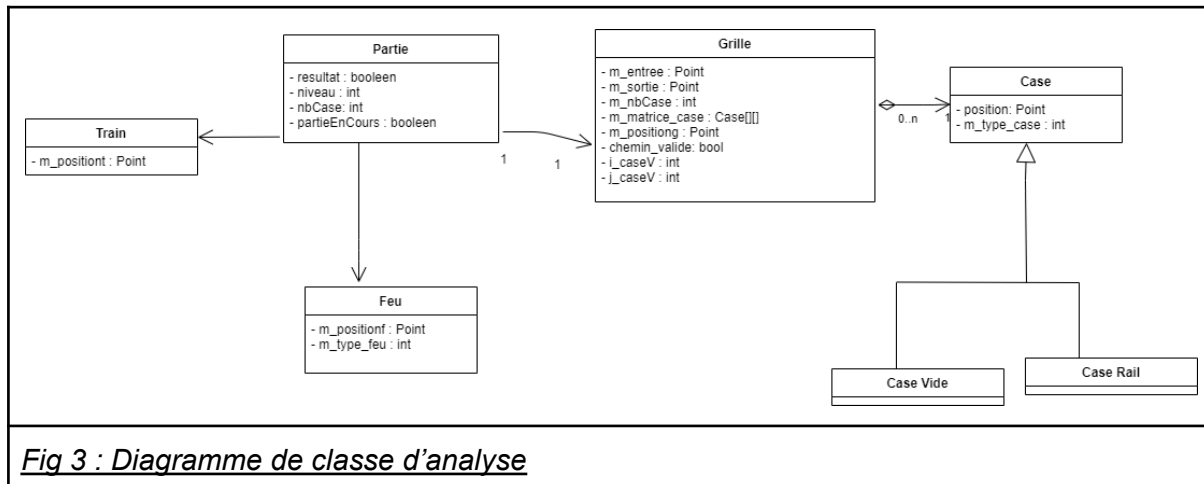 Partie
- resultat : booleen
- niveau : int
- nbCase: int
- partieEnCours : booleen
Grille
- m_entree : Point
- m_sortie : Point
- m_nbCase : int
- m_matrice_case : Case[][]
- m_positiong : Point
- chemin_valide: bool
- i_caseV : int
- j_caseV : int
Case
- position: Point
- m_type_case : int
Train
- m_positiont : Point
1
1
0..n
1
Feu
- m_positionf : Point
- m_type_feu : int
Case Vide
Case Rail
Fig 3 : Diagramme de classe d’analyse